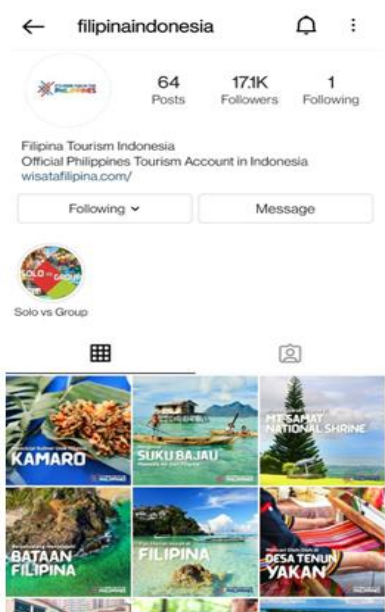 filipinaindonesia
PHILIPPINES
64
17.1K
1
Posts
Followers
Following
Filipina Tourism Indonesia
Official Philippines Tourism Account in Indonesia
wisatafilipina.com/
Following
Message
SOLO vs GROUP
Solo vs Group
KAMARO
SUKU BAJAU
MT SAMAT
NATIONAL SHRINE
BATAAN
FILIPINA
FILIPINA
DESA TENUN
YAKAN